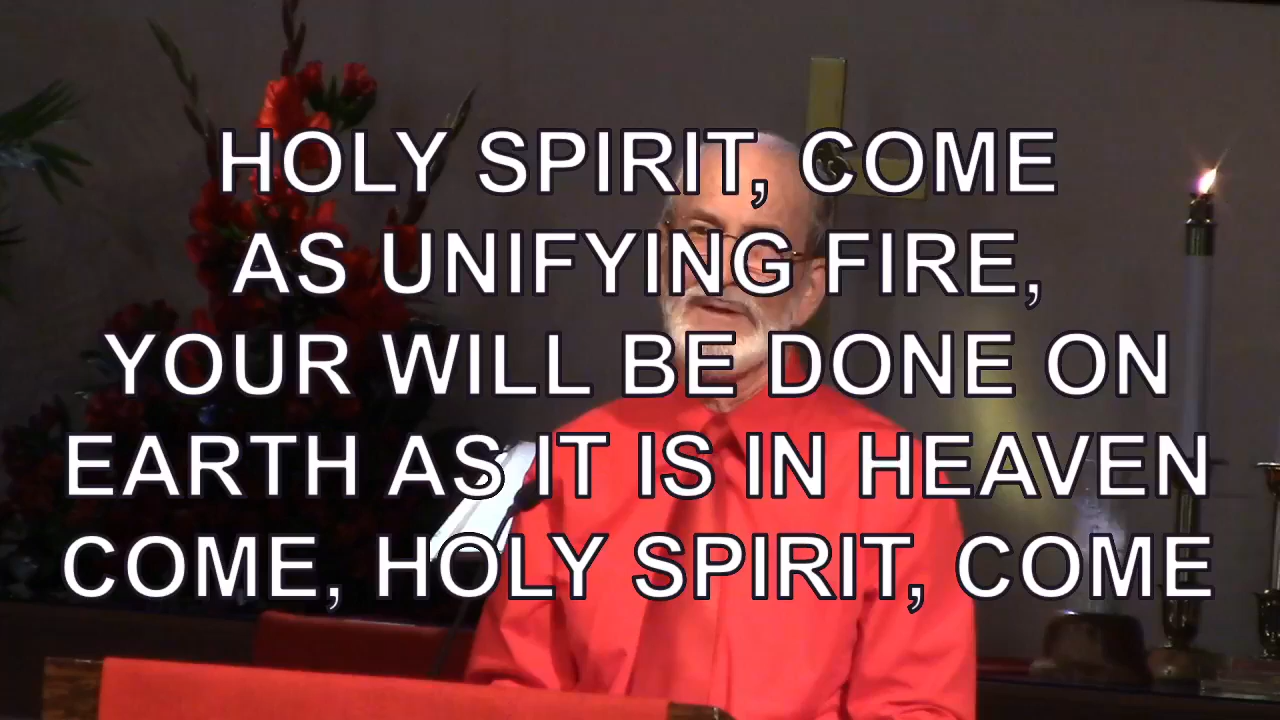 HOLY SPIRIT, COME
AS UNIFYING FIRE,
YOUR WILL BE DONE ON
EARTH AS IT IS IN HEAVEN
COME, HOLY SPIRIT, COME